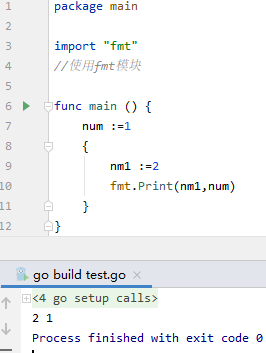 1 package main
2
3 import "fmt"
4 //使用fmt模块
5
6 func main () {
7 num :=1
8 {
9 nm1 :=2
10 fmt.Print(nm1,num)
11 }
12 }
go build test.go ×
<4 go setup calls>
2 1
Process finished with exit code 0